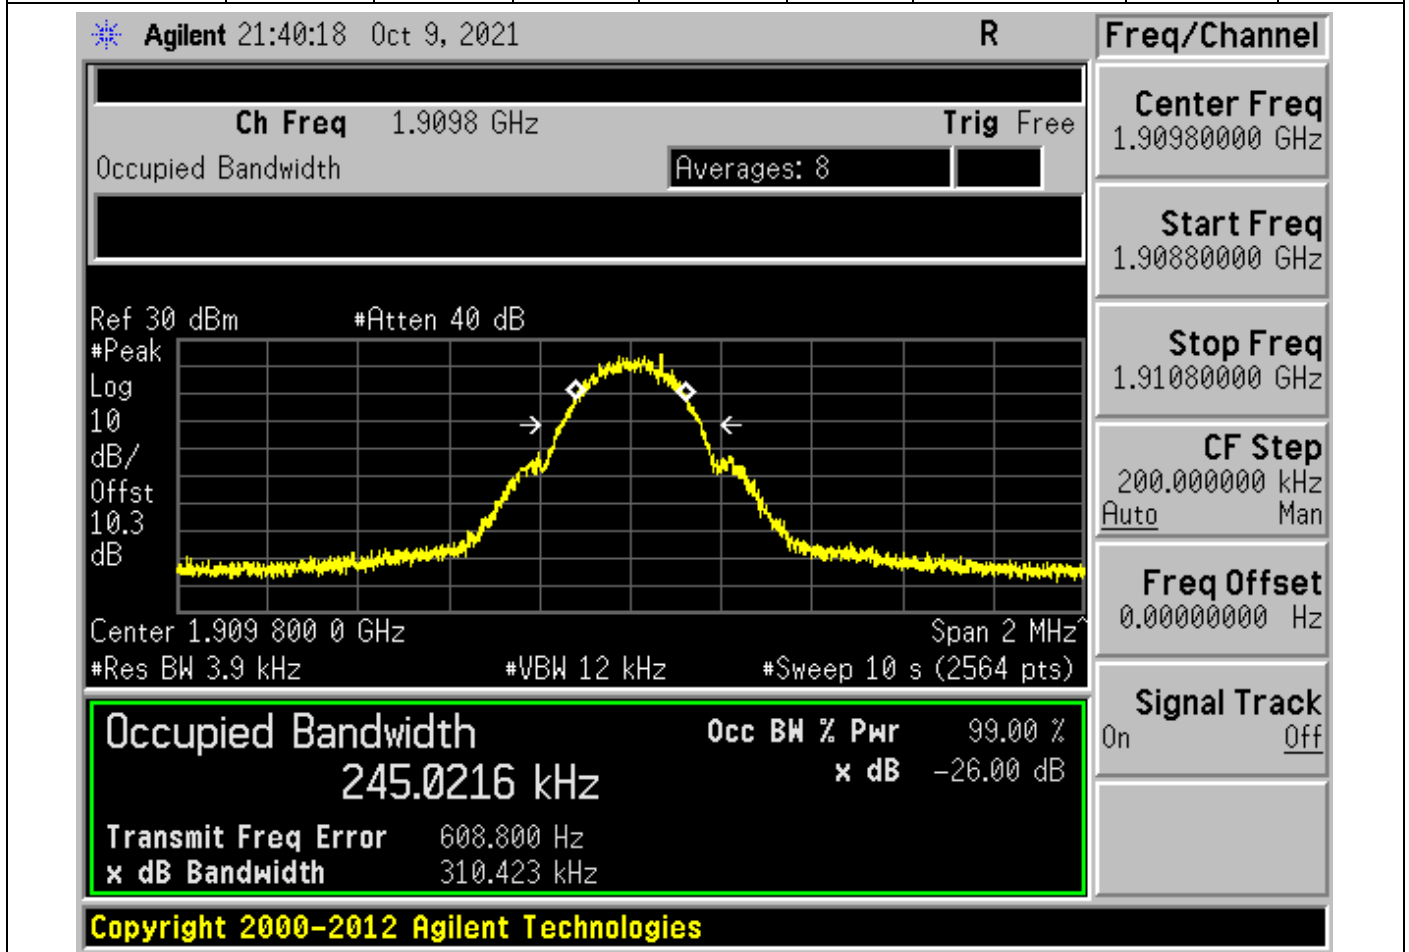 Agilent 21:40:18 Oct 9, 2021 R
Freq/Channel
Ch Freq 1.9098 GHz Trig Free
Occupied Bandwidth Averages: 8
Center Freq
1.90980000 GHz
Start Freq
1.90880000 GHz
Stop Freq
1.91080000 GHz
CF Step
200.000000 kHz
Auto Man
Freq Offset
0.00000000 Hz
Signal Track
On Off
Ref 30 dBm #Atten 40 dB
#Peak
Log
10
dB/
Offst
10.3
dB
Center 1.909 800 0 GHz Span 2 MHz^
#Res BW 3.9 kHz #VBW 12 kHz #Sweep 10 s (2564 pts)
Occupied Bandwidth Occ BW % Pwr 99.00 %
245.0216 kHz x dB -26.00 dB
Transmit Freq Error 608.800 Hz
x dB Bandwidth 310.423 kHz
Copyright 2000-2012 Agilent Technologies